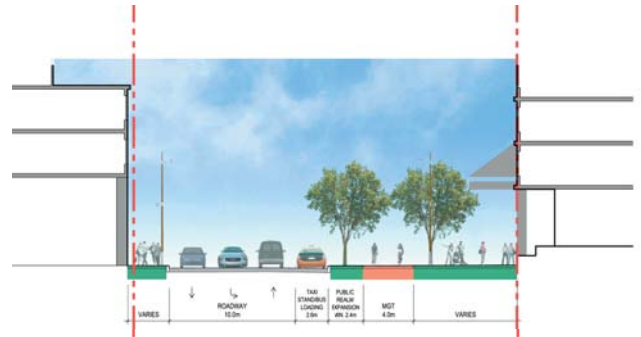 VARIES
ROADWAY
10.0m
TAXI
STAND/BUS
LOADING
2.6m
PUBLIC
REALM
EXPANSION
MIN. 2.4m
MGT
4.0m
VARIES